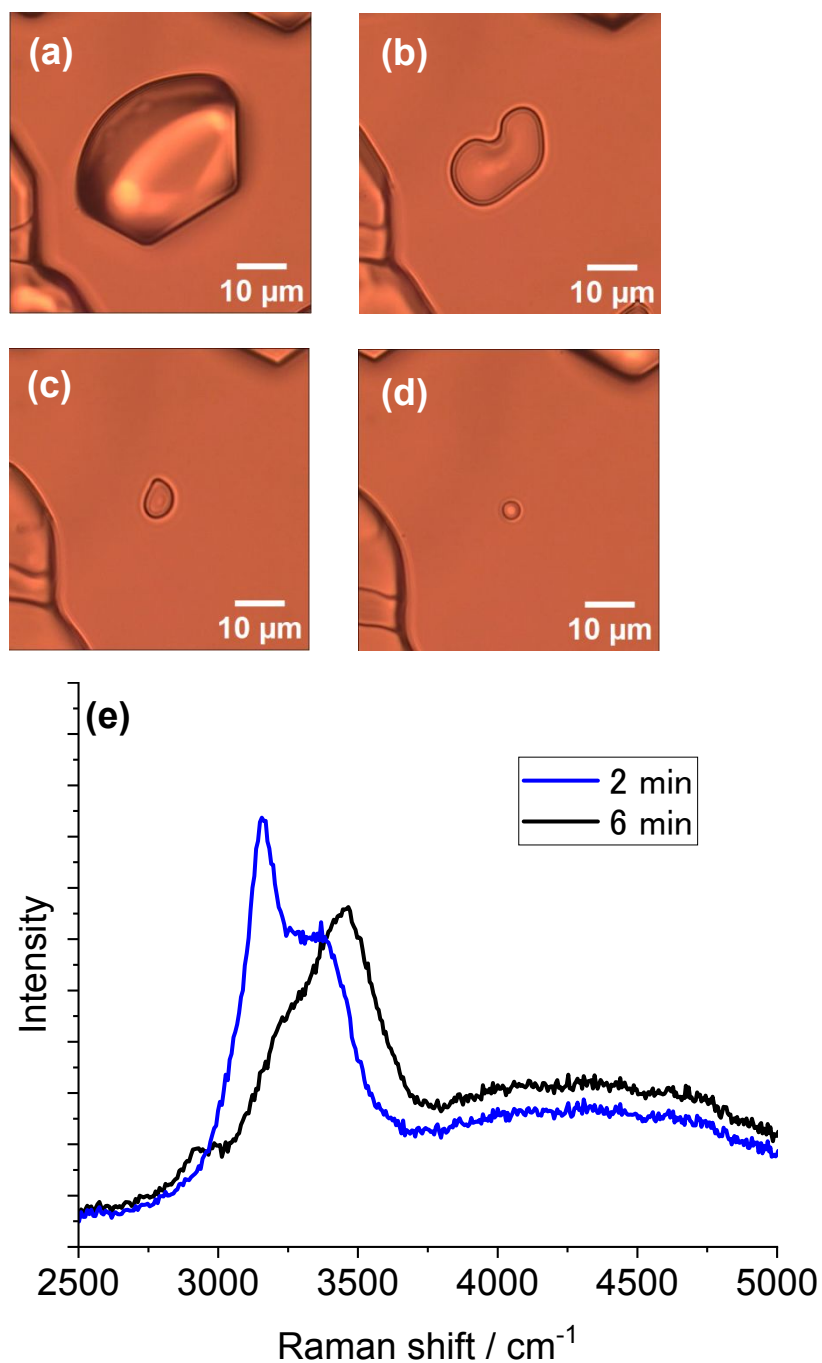 (a)
10 μm
(b)
10 μm
(c)
10 μm
(d)
10 μm
(e)
2 min
6 min
Intensity
2500 3000 3500 4000 4500 5000
Raman shift / cm⁻¹